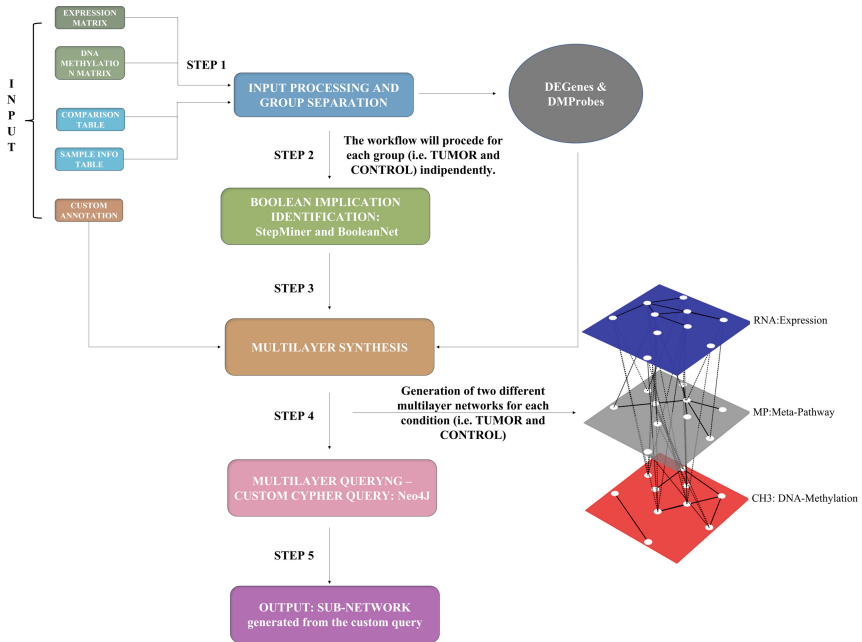 EXPRESSION
MATRIX
DNA
METHYLATIO
N MATRIX
COMPARISON
TABLE
SAMPLE INFO
TABLE
CUSTOM
ANNOTATION
INPUT
STEP 1
INPUT PROCESSING AND
GROUP SEPARATION
DEGenes &
DMProbes
STEP 2
The workflow will procede for
each group (i.e. TUMOR and
CONTROL) indipendently.
BOOLEAN IMPLICATION
IDENTIFICATION:
StepMiner and BooleanNet
STEP 3
MULTILAYER SYNTHESIS
STEP 4
Generation of two different
multilayer networks for each
condition (i.e. TUMOR and
CONTROL)
RNA:Expression
MP:Meta-Pathway
CH3: DNA-Methylation
MULTILAYER QUERYNG –
CUSTOM CYPHER QUERY: Neo4J
STEP 5
OUTPUT: SUB-NETWORK
generated from the custom query